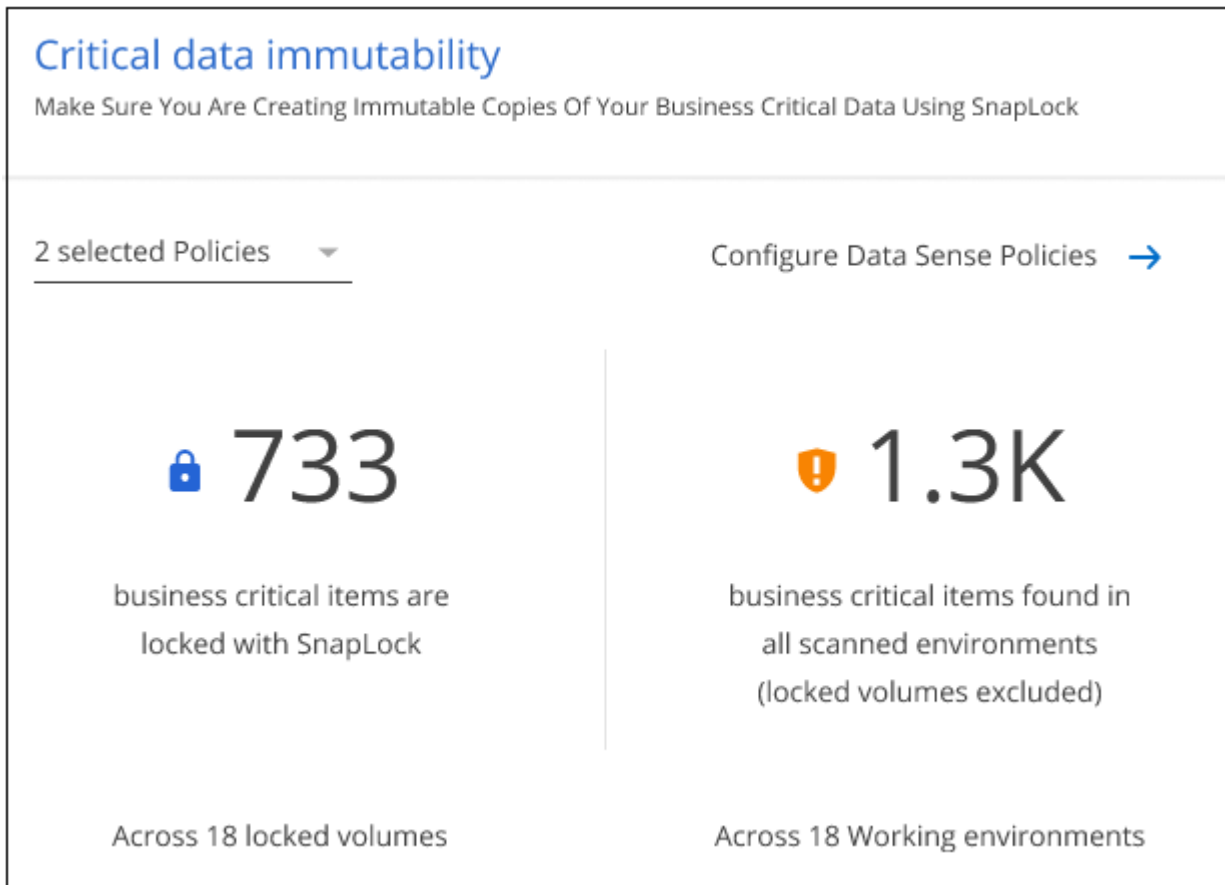 Critical data immutability
Make Sure You Are Creating Immutable Copies Of Your Business Critical Data Using SnapLock
2 selected Policies
Configure Data Sense Policies
733
business critical items are
locked with SnapLock
Across 18 locked volumes
1.3K
business critical items found in
all scanned environments
(locked volumes excluded)
Across 18 Working environments